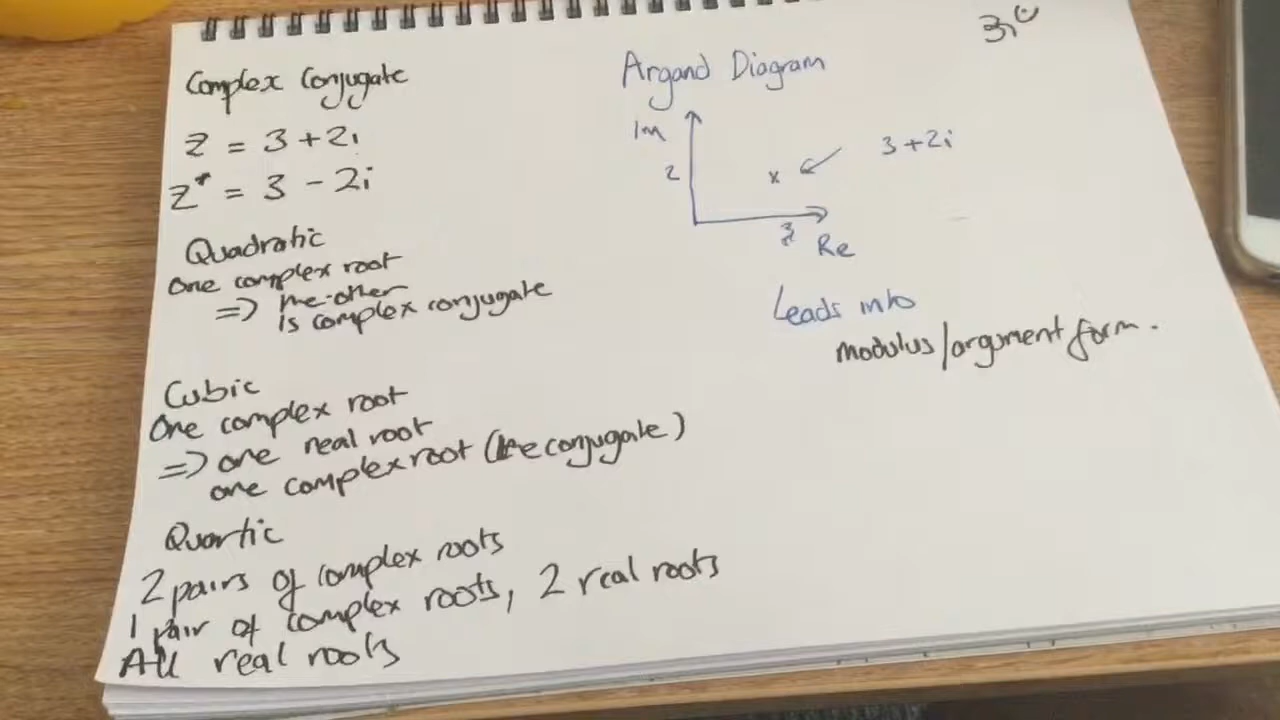 Complex Conjugate
z = 3 + 2i
z* = 3 - 2i
Quadratic
One complex root
=> the other
is complex conjugate
Cubic
One complex root
=> one real root
one complex root (the conjugate)
Quartic
2 pairs of complex roots
1 pair of complex roots, 2 real roots
All real roots
Argand Diagram
Im
2
x
3+2i
3
Re
Leads into
modulus/argument form.